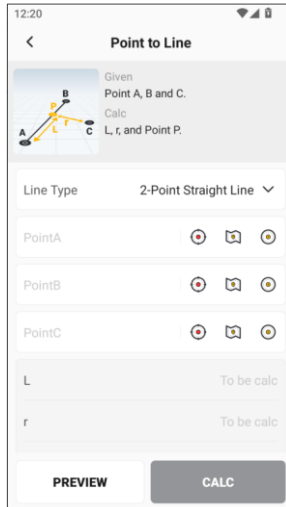 12:20
Point to Line
Given
Point A, B and C.
Calc
L, r, and Point P.
B
P
r
L
A
C
Line Type 2-Point Straight Line
PointA
PointB
PointC
L To be calc
r To be calc
PREVIEW CALC